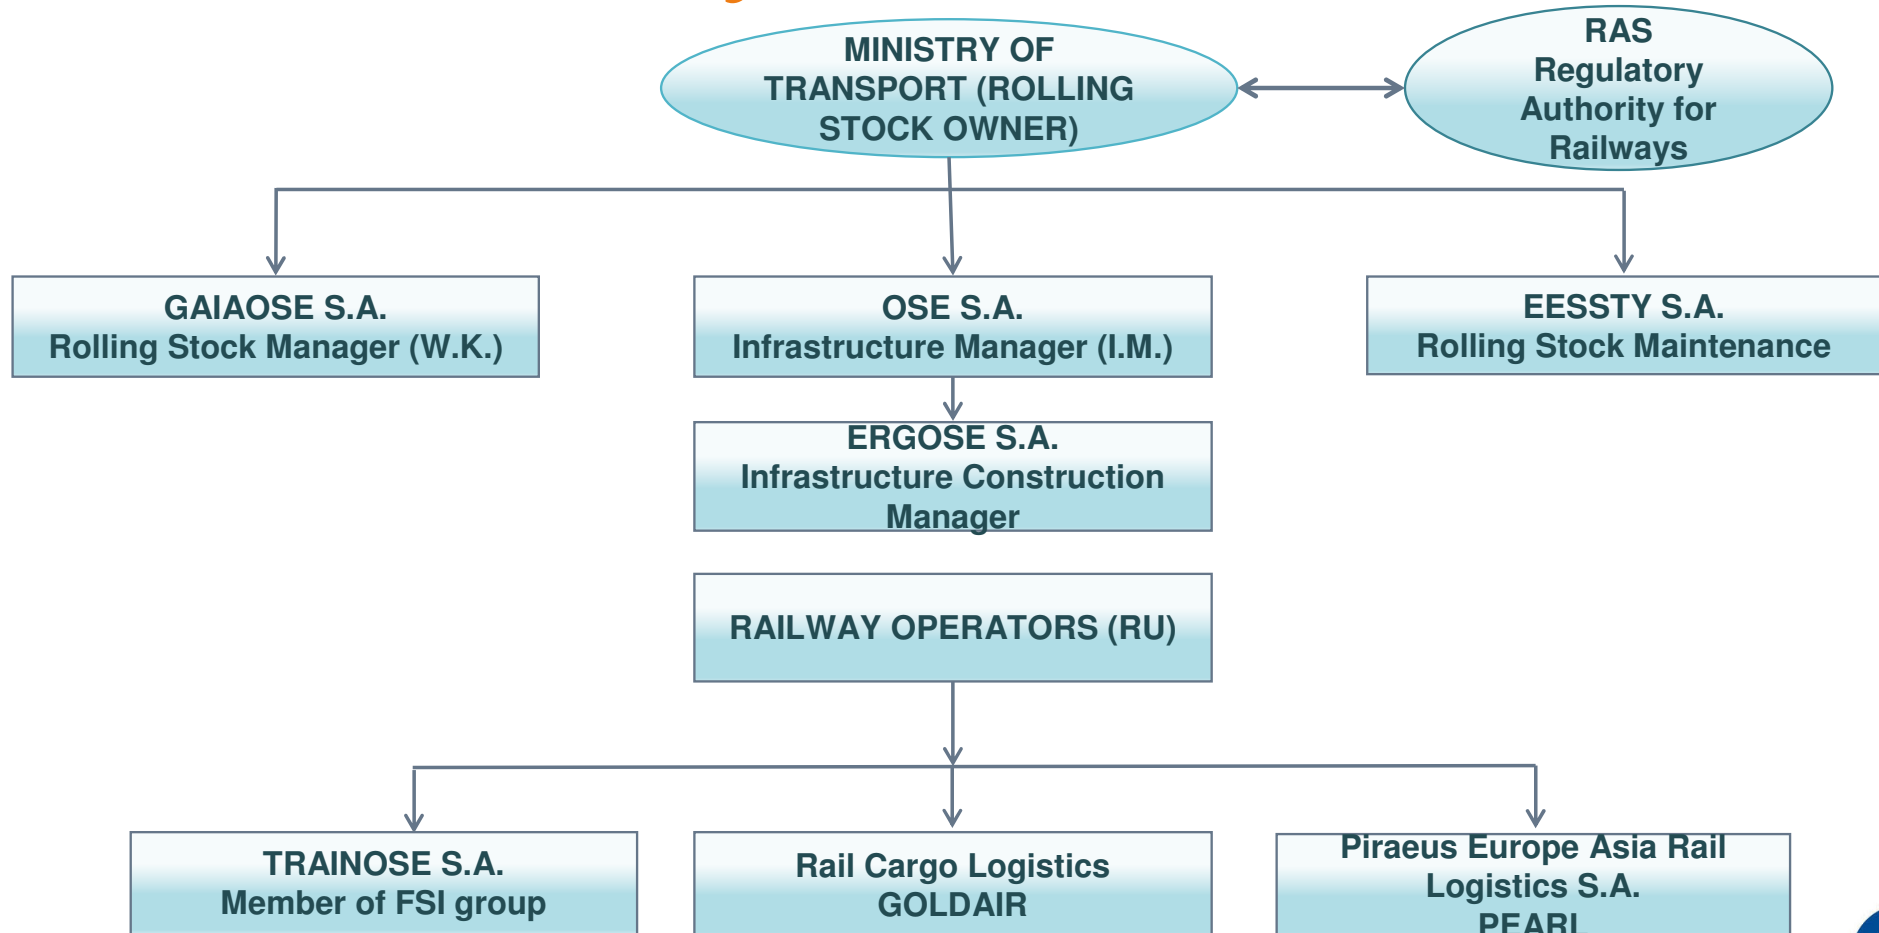 MINISTRY OF
TRANSPORT (ROLLING
STOCK OWNER)
RAS
Regulatory
Authority for
Railways
GAIAOSE S.A.
Rolling Stock Manager (W.K.)
OSE S.A.
Infrastructure Manager (I.M.)
EESSTY S.A.
Rolling Stock Maintenance
ERGOSE S.A.
Infrastructure Construction
Manager
RAILWAY OPERATORS (RU)
TRAINOSE S.A.
Member of FSI group
Rail Cargo Logistics
GOLDAIR
Piraeus Europe Asia Rail
Logistics S.A.
PEARL